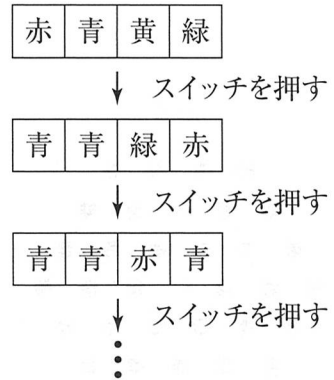 赤 青 黄 緑
スイッチを押す
青 青 緑 赤
スイッチを押す
青 青 赤 青
スイッチを押す